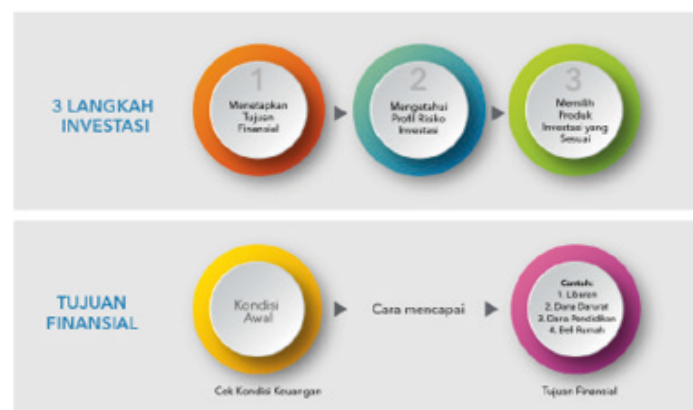 3 LANGKAH
INVESTASI
1
Menetapkan
Tujuan
Finansial
2
Mengetahui
Profil Risiko
Investasi
3
Memilih
Produk
Investasi yang
Sesuai
TUJUAN
FINANSIAL
Kondisi
Awal
Cek Kondisi Keuangan
Cara mencapai
Contoh:
1. Liburan
2. Dana Darurat
3. Dana Pendidikan
4. Beli Rumah
Tujuan Finansial